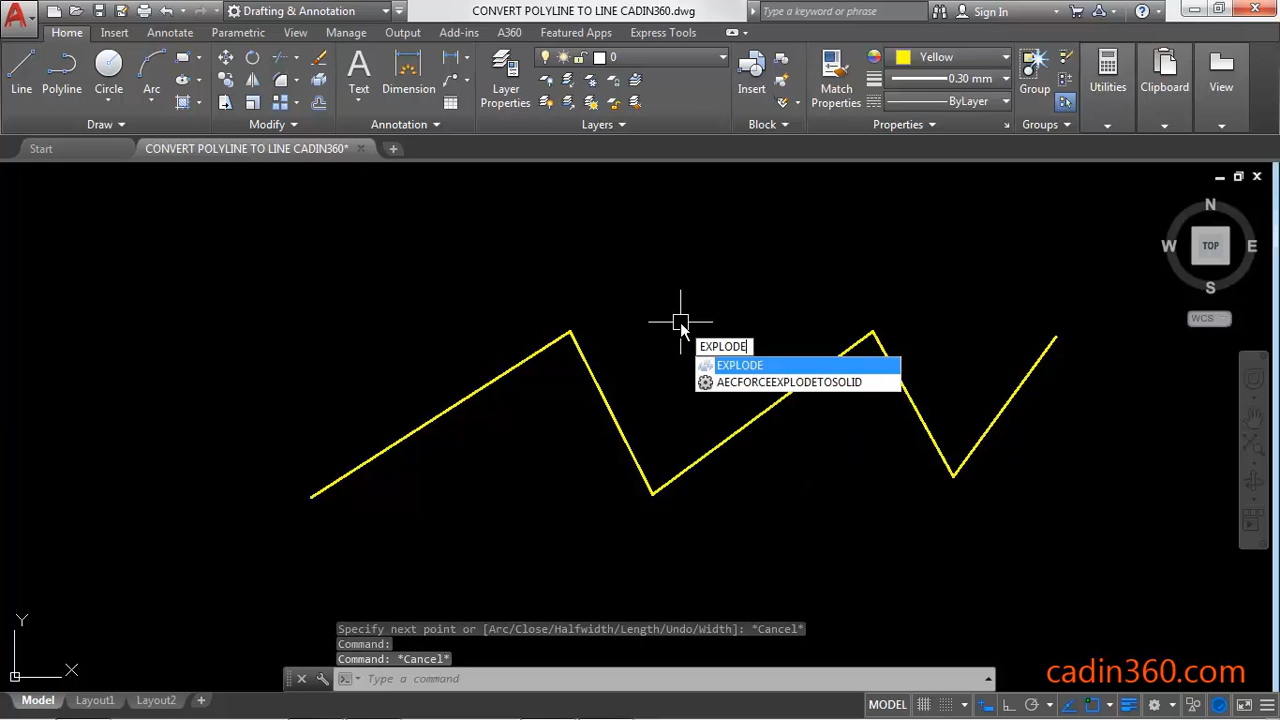 CONVERT POLYLINE TO LINE CADIN360.dwg
Drafting & Annotation
Type a keyword or phrase
Sign In
Home Insert Annotate Parametric View Manage Output Add-ins A360 Featured Apps Express Tools
Line Polyline Circle Arc
Text Dimension
Layer Properties
0
Insert
Match Properties
Yellow
0.30 mm
ByLayer
Group
Utilities
Clipboard
View
Draw Modify Annotation Layers Block Properties Groups
Start
CONVERT POLYLINE TO LINE CADIN360*
N
W TOP E
S
WCS
EXPLODE
EXPLODE
AECFORCEEXPLODETOSOLID
Y
X
Specify next point or [Arc/Close/Halfwidth/Length/Undo/Width]: *Cancel*
Command:
Command: *Cancel*
Type a command
cadin360.com
Model Layout1 Layout2
MODEL